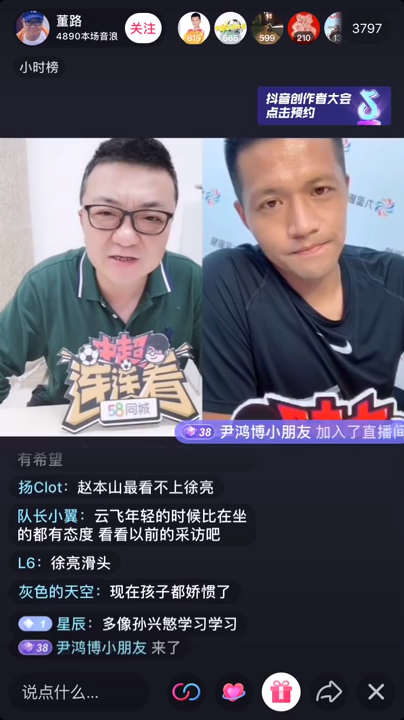 董路
4890本场音浪
关注
815
666
599
210
3797
小时榜
抖音创作者大会
点击预约
中超
连连看
58同城
38 尹鸿博小朋友 加入了直播间
有希望
扬Clot：赵本山最看不上徐亮
队长小翼：云飞年轻的时候比在坐
的都有态度 看看以前的采访吧
L6：徐亮滑头
灰色的天空：现在孩子都娇惯了
1 星辰：多像孙兴慜学习学习
38 尹鸿博小朋友 来了
说点什么...